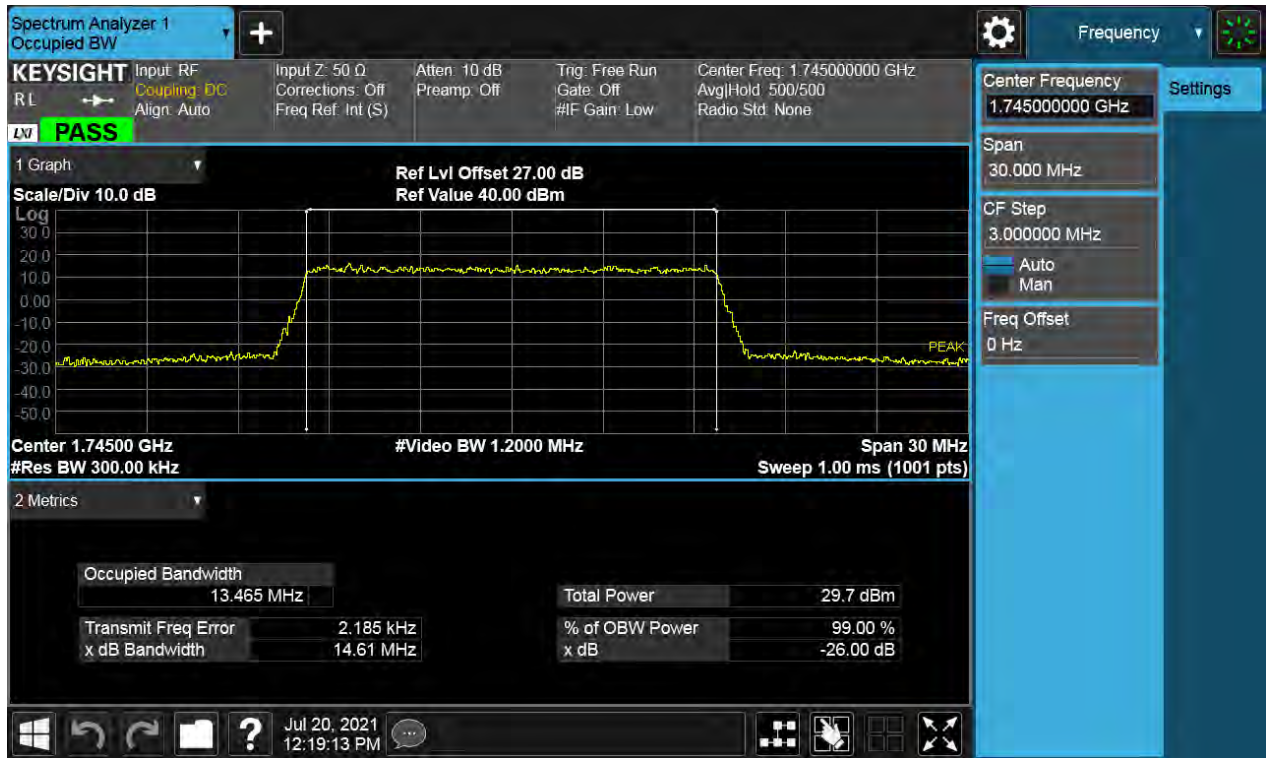 Spectrum Analyzer 1
Occupied BW
+
Frequency
KEYSIGHT
RL
LXI
PASS
Input: RF
Coupling: DC
Align: Auto
Input Z: 50 Ω
Corrections: Off
Freq Ref: Int (S)
Atten: 10 dB
Preamp: Off
Trig: Free Run
Gate: Off
#IF Gain: Low
Center Freq: 1.745000000 GHz
Avg|Hold: 500/500
Radio Std: None
1 Graph
Scale/Div 10.0 dB
Ref Lvl Offset 27.00 dB
Ref Value 40.00 dBm
Log
30.0
20.0
10.0
0.00
-10.0
-20.0
-30.0
-40.0
-50.0
PEAK
Center 1.74500 GHz
#Video BW 1.2000 MHz
Span 30 MHz
#Res BW 300.00 kHz
Sweep 1.00 ms (1001 pts)
2 Metrics
Occupied Bandwidth
13.465 MHz
Transmit Freq Error 2.185 kHz
x dB Bandwidth 14.61 MHz
Total Power 29.7 dBm
% of OBW Power 99.00 %
x dB -26.00 dB
?
Jul 20, 2021
12:19:13 PM
Center Frequency
1.745000000 GHz
Span
30.000 MHz
CF Step
3.000000 MHz
Auto
Man
Freq Offset
0 Hz
Settings